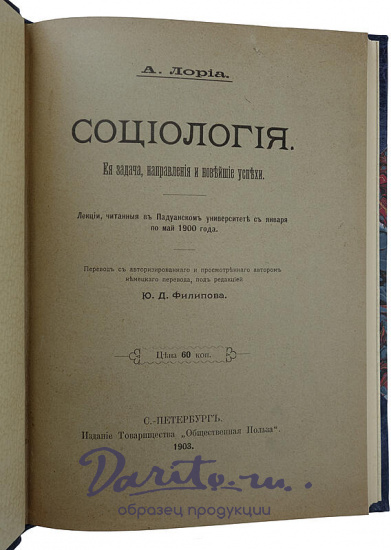 А. Лоріа.
СОЦІОЛОГІЯ.
Ея задача, направленія и новѣйшіе успѣхи.
Лекціи, читанныя въ Падуанскомъ университетѣ съ января
по май 1900 года.
Переводъ съ авторизированнаго и просмотрѣннаго авторомъ
нѣмецкаго перевода, подъ редакціею
Ю. Д. Филипова.
Цѣна 60 коп.
С.-ПЕТЕРБУРГЪ.
Изданіе Товарищества „Общественная Польза".
1903.
Darito.ru
образец продукции